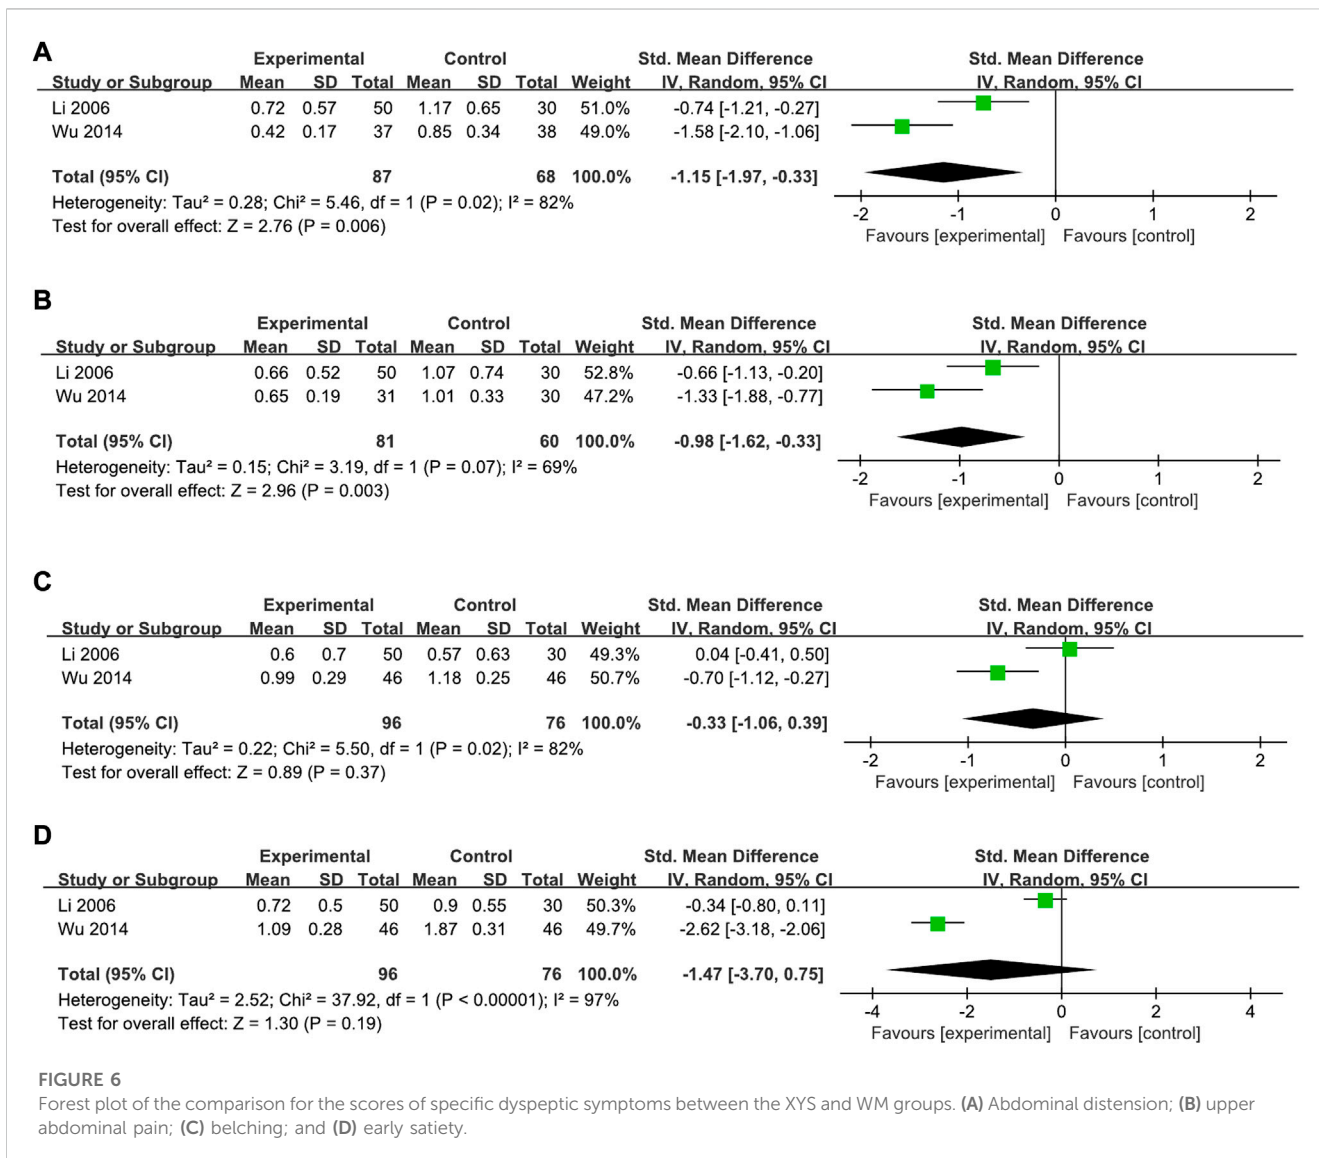 A
Experimental Control Std. Mean Difference Std. Mean Difference
Study or Subgroup Mean SD Total Mean SD Total Weight IV, Random, 95% CI IV, Random, 95% CI
Li 2006 0.72 0.57 50 1.17 0.65 30 51.0% -0.74 [-1.21, -0.27]
Wu 2014 0.42 0.17 37 0.85 0.34 38 49.0% -1.58 [-2.10, -1.06]
Total (95% CI) 87 68 100.0% -1.15 [-1.97, -0.33]
Heterogeneity: Tau² = 0.28; Chi² = 5.46, df = 1 (P = 0.02); I² = 82%
Test for overall effect: Z = 2.76 (P = 0.006)
-2 -1 0 1 2
Favours [experimental] Favours [control]
B
Experimental Control Std. Mean Difference Std. Mean Difference
Study or Subgroup Mean SD Total Mean SD Total Weight IV, Random, 95% CI IV, Random, 95% CI
Li 2006 0.66 0.52 50 1.07 0.74 30 52.8% -0.66 [-1.13, -0.20]
Wu 2014 0.65 0.19 31 1.01 0.33 30 47.2% -1.33 [-1.88, -0.77]
Total (95% CI) 81 60 100.0% -0.98 [-1.62, -0.33]
Heterogeneity: Tau² = 0.15; Chi² = 3.19, df = 1 (P = 0.07); I² = 69%
Test for overall effect: Z = 2.96 (P = 0.003)
-2 -1 0 1 2
Favours [experimental] Favours [control]
C
Experimental Control Std. Mean Difference Std. Mean Difference
Study or Subgroup Mean SD Total Mean SD Total Weight IV, Random, 95% CI IV, Random, 95% CI
Li 2006 0.6 0.7 50 0.57 0.63 30 49.3% 0.04 [-0.41, 0.50]
Wu 2014 0.99 0.29 46 1.18 0.25 46 50.7% -0.70 [-1.12, -0.27]
Total (95% CI) 96 76 100.0% -0.33 [-1.06, 0.39]
Heterogeneity: Tau² = 0.22; Chi² = 5.50, df = 1 (P = 0.02); I² = 82%
Test for overall effect: Z = 0.89 (P = 0.37)
-2 -1 0 1 2
Favours [experimental] Favours [control]
D
Experimental Control Std. Mean Difference Std. Mean Difference
Study or Subgroup Mean SD Total Mean SD Total Weight IV, Random, 95% CI IV, Random, 95% CI
Li 2006 0.72 0.5 50 0.9 0.55 30 50.3% -0.34 [-0.80, 0.11]
Wu 2014 1.09 0.28 46 1.87 0.31 46 49.7% -2.62 [-3.18, -2.06]
Total (95% CI) 96 76 100.0% -1.47 [-3.70, 0.75]
Heterogeneity: Tau² = 2.52; Chi² = 37.92, df = 1 (P < 0.00001); I² = 97%
Test for overall effect: Z = 1.30 (P = 0.19)
-4 -2 0 2 4
Favours [experimental] Favours [control]
FIGURE 6
Forest plot of the comparison for the scores of specific dyspeptic symptoms between the XYS and WM groups. (A) Abdominal distension; (B) upper
abdominal pain; (C) belching; and (D) early satiety.